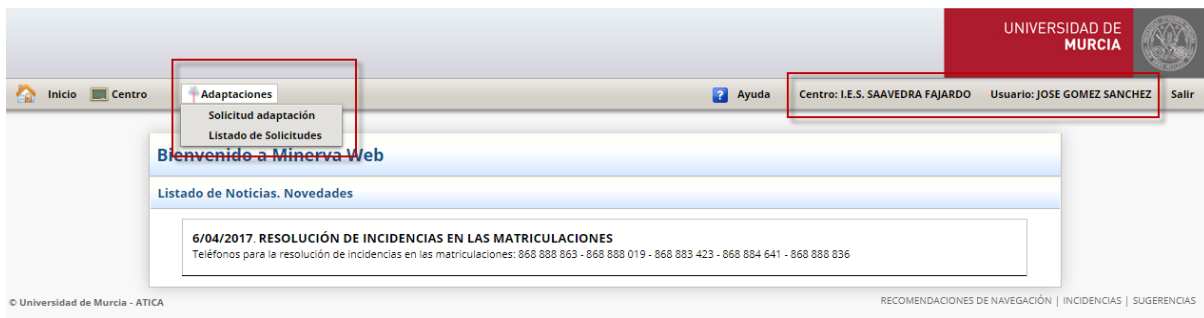 UNIVERSIDAD DE
MURCIA
Inicio Centro Adaptaciones Ayuda Centro: I.E.S. SAAVEDRA FAJARDO Usuario: JOSE GOMEZ SANCHEZ Salir
Solicitud adaptación
Listado de Solicitudes
Bienvenido a Minerva Web
Listado de Noticias. Novedades
6/04/2017. RESOLUCIÓN DE INCIDENCIAS EN LAS MATRICULACIONES
Teléfonos para la resolución de incidencias en las matriculaciones: 868 888 863 - 868 888 019 - 868 883 423 - 868 884 641 - 868 888 836
© Universidad de Murcia - ATICA RECOMENDACIONES DE NAVEGACIÓN | INCIDENCIAS | SUGERENCIAS